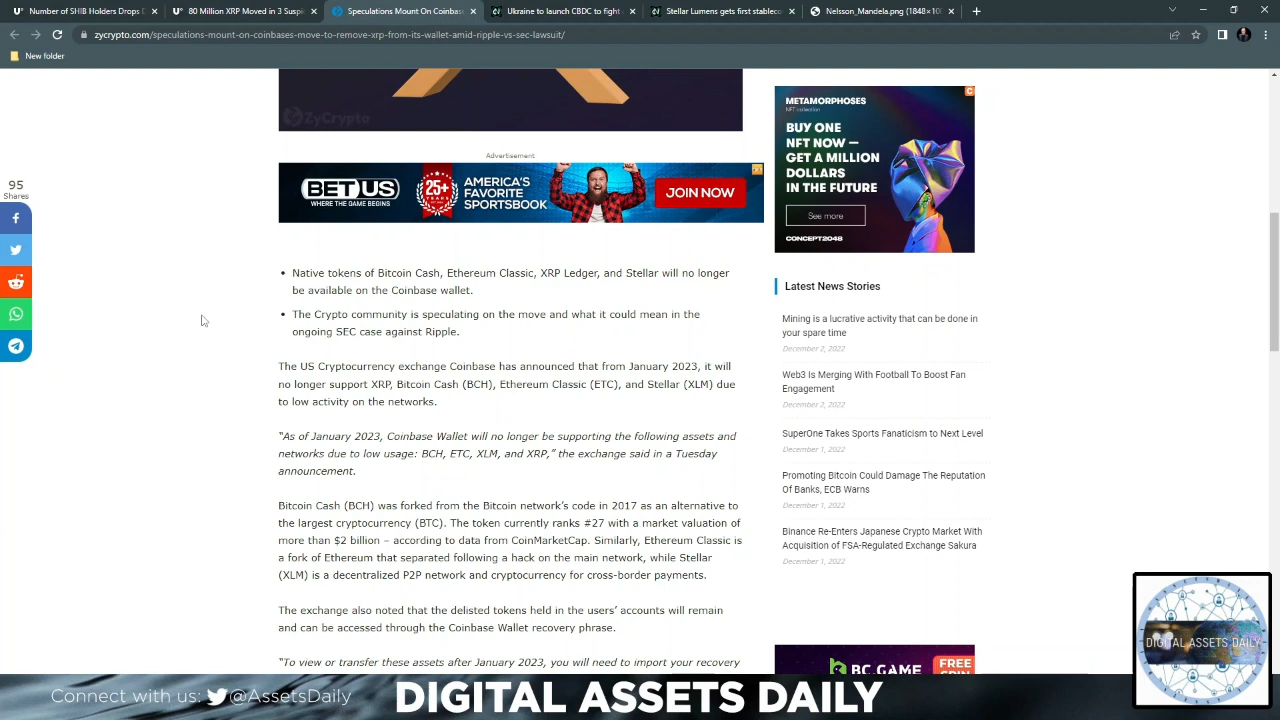 Number of SHIB Holders Drops
80 Million XRP Moved in 3 Suspi
Speculations Mount On Coinbas
Ukraine to launch CBDC to fight
Stellar Lumens gets first stableco
Nelson_Mandela.png (1848×10
zycrypto.com/speculations-mount-on-coinbases-move-to-remove-xrp-from-its-wallet-amid-ripple-vs-sec-lawsuit/
New folder
95
Shares
ZyCrypto
Advertisement
BETUS
WHERE THE GAME BEGINS
25+
YEARS
AMERICA'S
FAVORITE
SPORTSBOOK
JOIN NOW
• Native tokens of Bitcoin Cash, Ethereum Classic, XRP Ledger, and Stellar will no longer
be available on the Coinbase wallet.
• The Crypto community is speculating on the move and what it could mean in the
ongoing SEC case against Ripple.
The US Cryptocurrency exchange Coinbase has announced that from January 2023, it will
no longer support XRP, Bitcoin Cash (BCH), Ethereum Classic (ETC), and Stellar (XLM) due
to low activity on the networks.
“As of January 2023, Coinbase Wallet will no longer be supporting the following assets and
networks due to low usage: BCH, ETC, XLM, and XRP,” the exchange said in a Tuesday
announcement.
Bitcoin Cash (BCH) was forked from the Bitcoin network’s code in 2017 as an alternative to
the largest cryptocurrency (BTC). The token currently ranks #27 with a market valuation of
more than $2 billion – according to data from CoinMarketCap. Similarly, Ethereum Classic is
a fork of Ethereum that separated following a hack on the main network, while Stellar
(XLM) is a decentralized P2P network and cryptocurrency for cross-border payments.
The exchange also noted that the delisted tokens held in the users’ accounts will remain
and can be accessed through the Coinbase Wallet recovery phrase.
“To view or transfer these assets after January 2023, you will need to import your recovery
METAMORPHOSES
NFT collection
BUY ONE
NFT NOW —
GET A MILLION
DOLLARS
IN THE FUTURE
See more
CONCEPT2048
Latest News Stories
Mining is a lucrative activity that can be done in
your spare time
December 2, 2022
Web3 Is Merging With Football To Boost Fan
Engagement
December 2, 2022
SuperOne Takes Sports Fanaticism to Next Level
December 1, 2022
Promoting Bitcoin Could Damage The Reputation
Of Banks, ECB Warns
December 1, 2022
Binance Re-Enters Japanese Crypto Market With
Acquisition of FSA-Regulated Exchange Sakura
December 1, 2022
BC.GAME
FREE
SPIN
DIGITAL ASSETS DAILY
Connect with us: @AssetsDaily
DIGITAL ASSETS DAILY